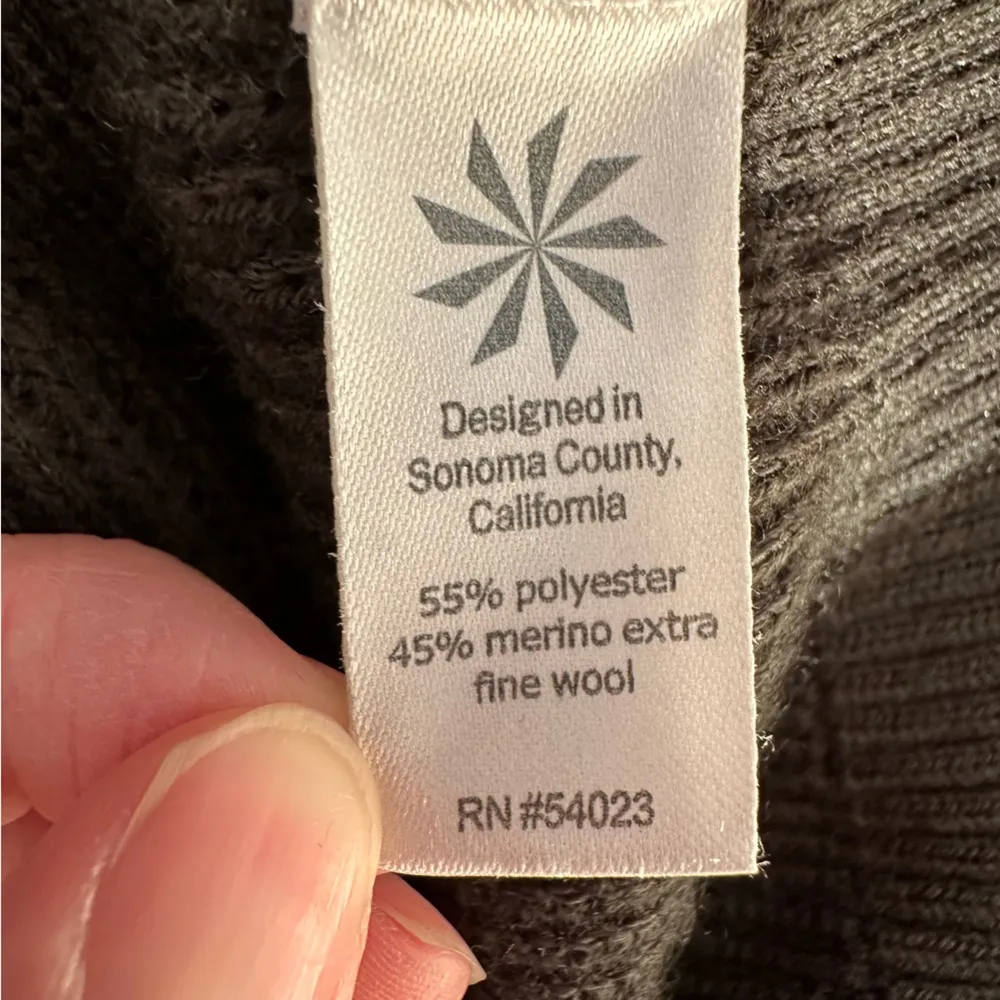 Designed in
Sonoma County,
California
55% polyester
45% merino extra
fine wool
RN #54023